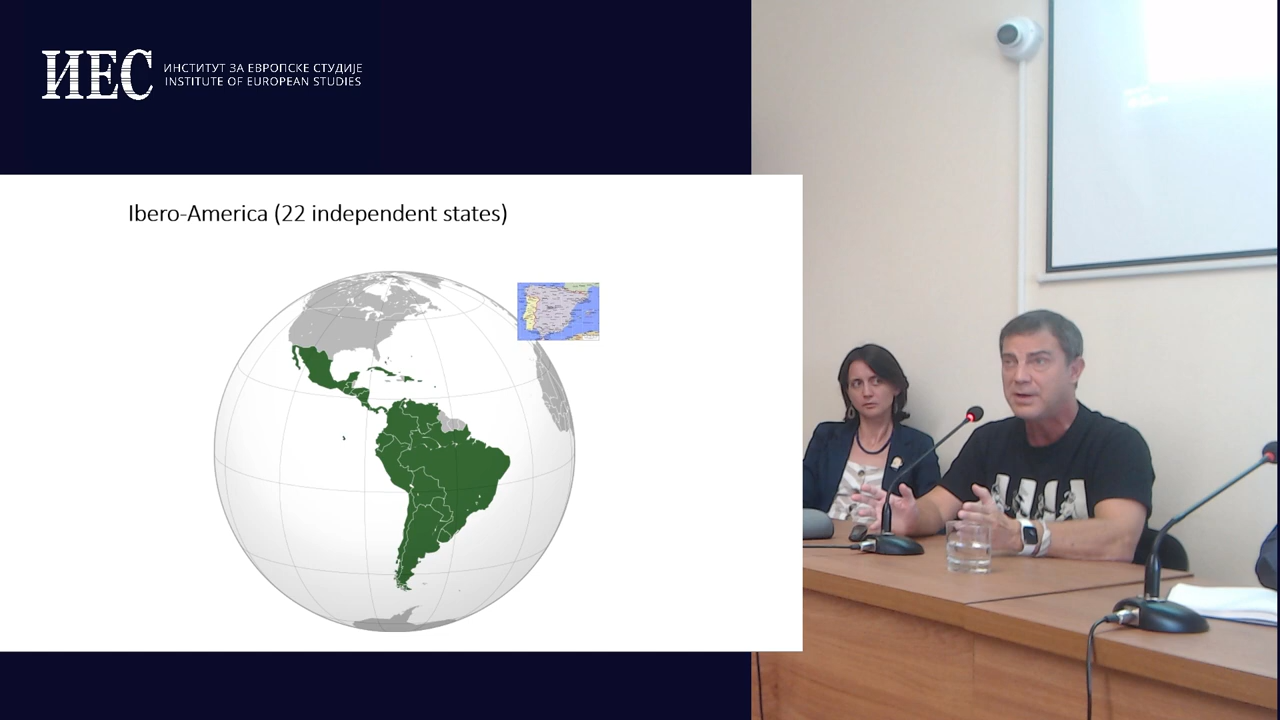 ИЕС
ИНСТИТУТ ЗА ЕВРОПСКЕ СТУДИЈЕ
INSTITUTE OF EUROPEAN STUDIES
Ibero-America (22 independent states)